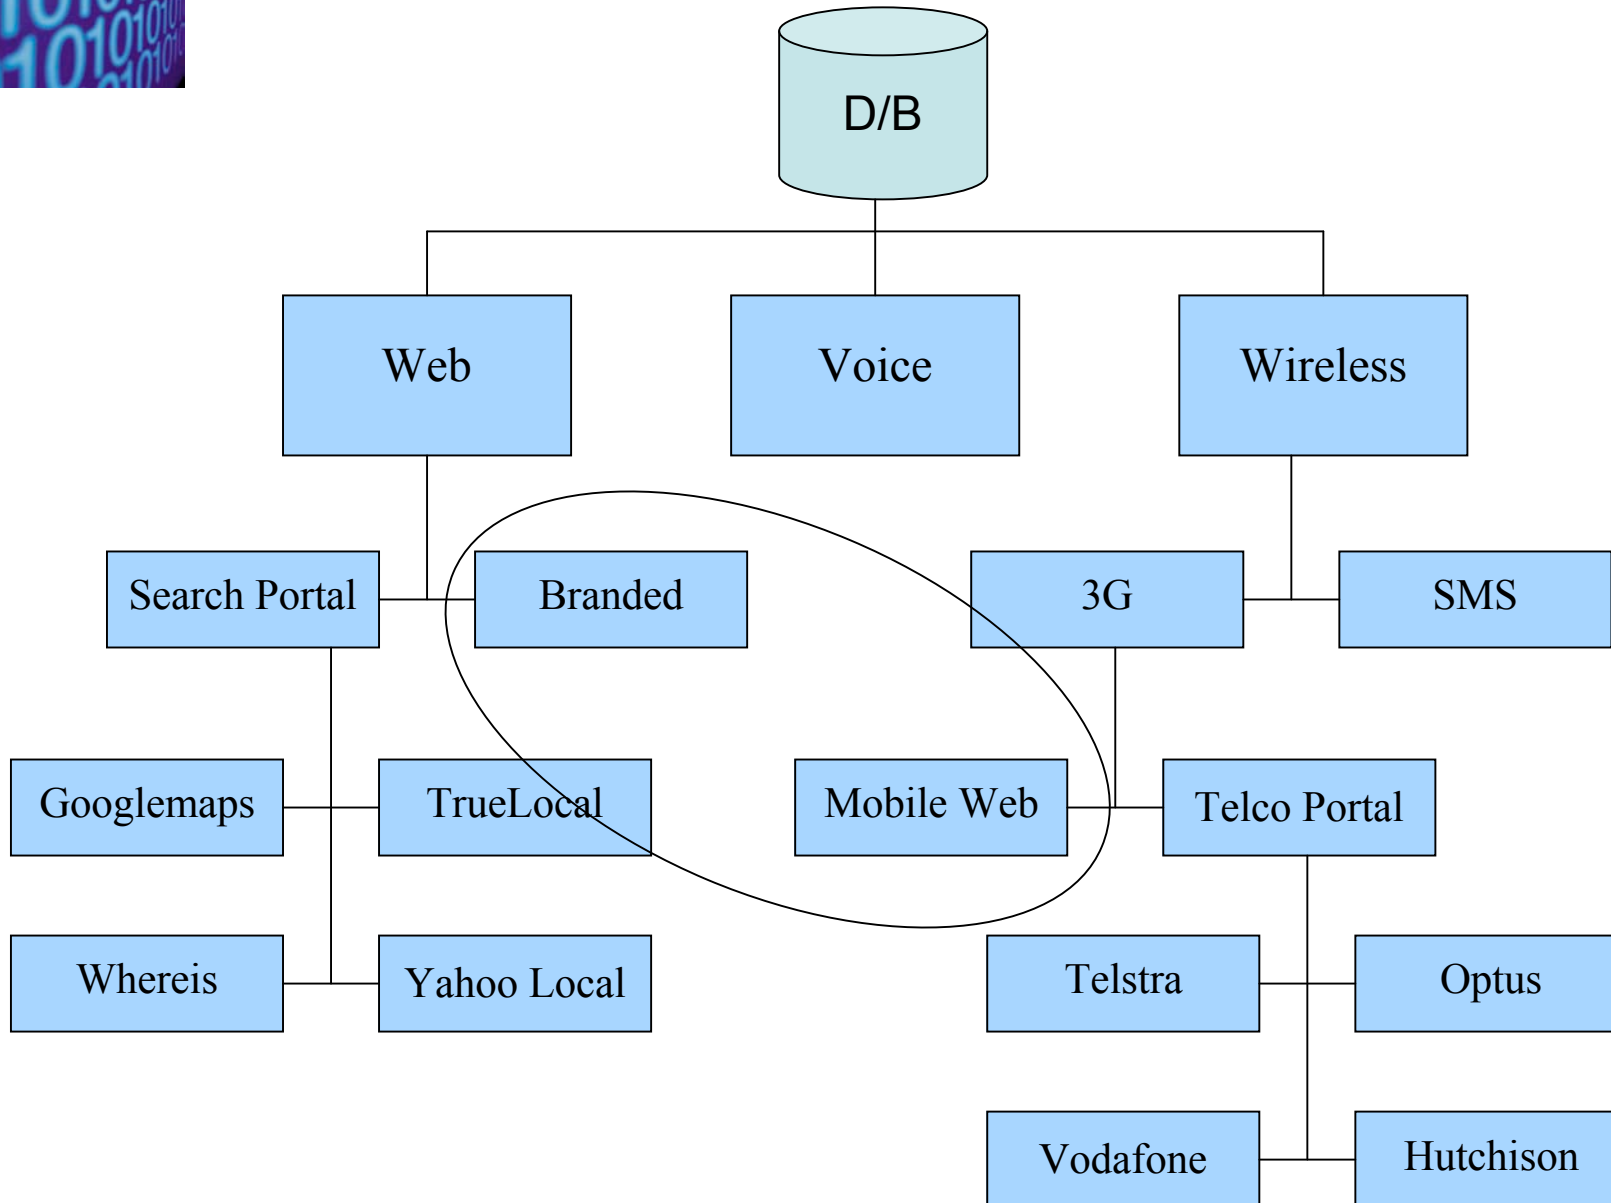 D/B
Web
Voice
Wireless
Search Portal
Branded
3G
SMS
Googlemaps
TrueLocal
Mobile Web
Telco Portal
Whereis
Yahoo Local
Telstra
Optus
Vodafone
Hutchison